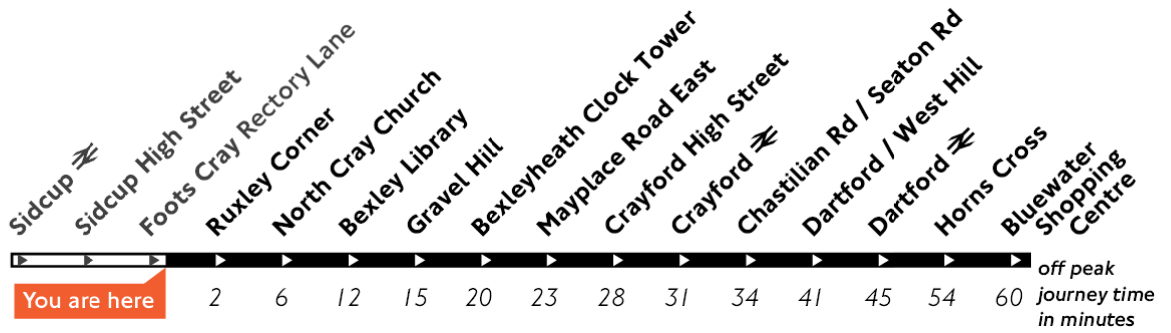 Sidcup
Sidcup High Street
Foots Cray Rectory Lane
Ruxley Corner
North Cray Church
Bexley Library
Gravel Hill
Bexleyheath Clock Tower
Mayplace Road East
Crayford High Street
Crayford
Chastilian Rd / Seaton Rd
Dartford / West Hill
Dartford
Horns Cross
Bluewater
Shopping
Centre
You are here
2 6 12 15 20 23 28 31 34 41 45 54 60
off peak
journey time
in minutes